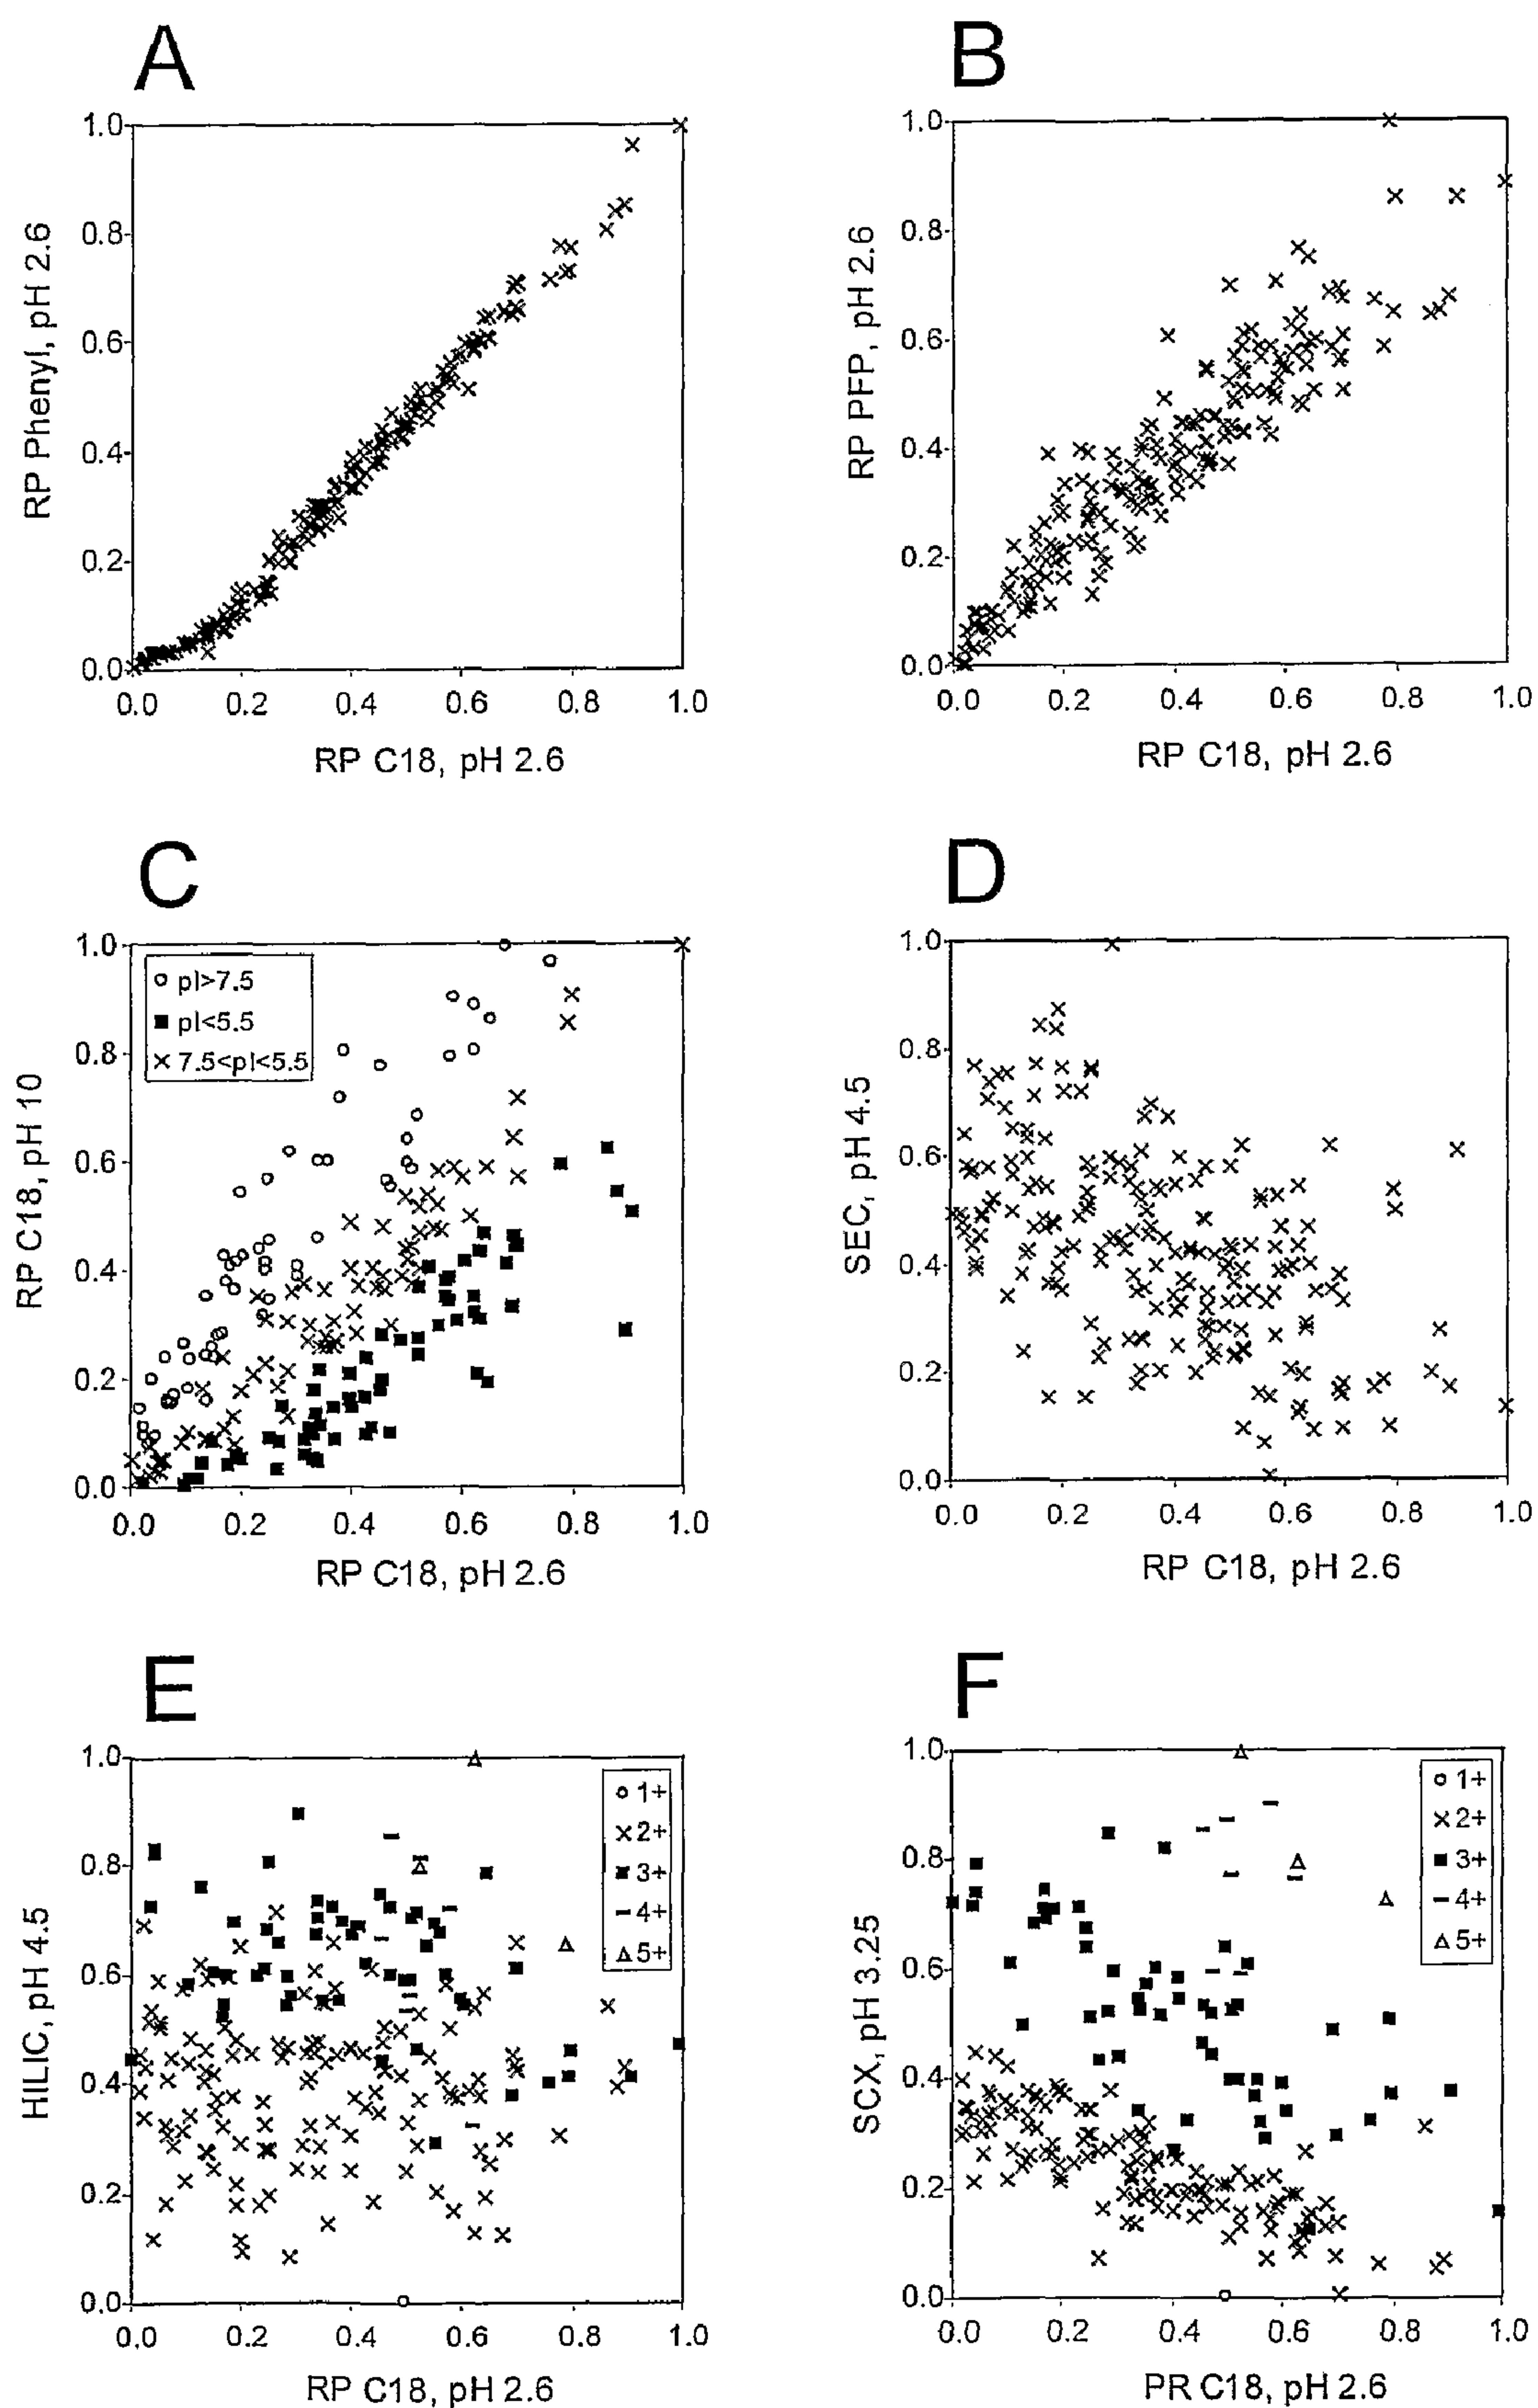 A
1.0
0.8
0.6
0.4
0.2
0.0
RP Phenyl, pH 2.6
0.0 0.2 0.4 0.6 0.8 1.0
RP C18, pH 2.6
B
1.0
0.8
0.6
0.4
0.2
0.0
RP PFP, pH 2.6
0.0 0.2 0.4 0.6 0.8 1.0
RP C18, pH 2.6
C
1.0
0.8
0.6
0.4
0.2
0.0
RP C18, pH 10
pI>7.5
pI<5.5
7.5<pI<5.5
0.0 0.2 0.4 0.6 0.8 1.0
RP C18, pH 2.6
D
1.0
0.8
0.6
0.4
0.2
0.0
SEC, pH 4.5
0.0 0.2 0.4 0.6 0.8 1.0
RP C18, pH 2.6
E
1.0
0.8
0.6
0.4
0.2
0.0
HILIC, pH 4.5
1+
2+
3+
4+
5+
0.0 0.2 0.4 0.6 0.8 1.0
RP C18, pH 2.6
F
1.0
0.8
0.6
0.4
0.2
0.0
SCX, pH 3.25
1+
2+
3+
4+
5+
0.0 0.2 0.4 0.6 0.8 1.0
PR C18, pH 2.6